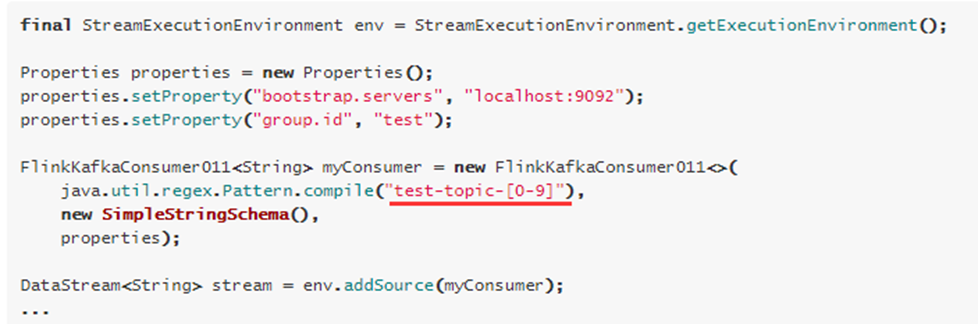 final StreamExecutionEnvironment env = StreamExecutionEnvironment.getExecutionEnvironment();
Properties properties = new Properties();
properties.setProperty("bootstrap.servers", "localhost:9092");
properties.setProperty("group.id", "test");
FlinkKafkaConsumer011<String> myConsumer = new FlinkKafkaConsumer011<>(
java.util.regex.Pattern.compile("test-topic-[0-9]"),
new SimpleStringSchema(),
properties);
DataStream<String> stream = env.addSource(myConsumer);
...